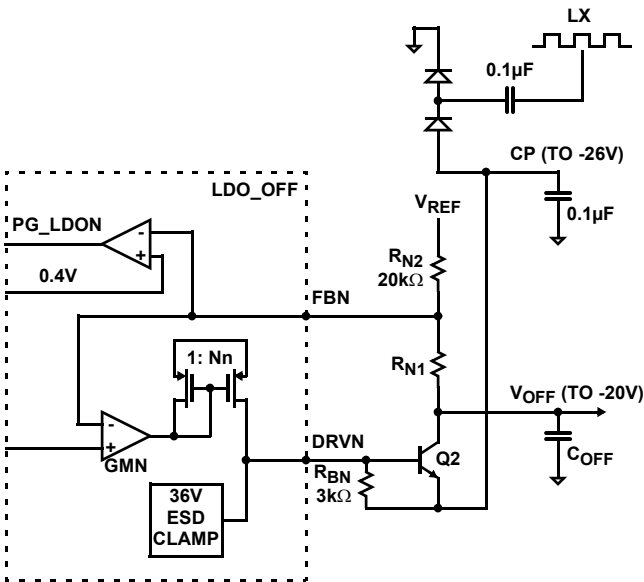 LX
0.1µF
CP (TO -26V)
LDO_OFF
PG_LDON
VREF
0.1µF
0.4V
RN2
20kΩ
FBN
1: Nn
RN1
VOFF (TO -20V)
DRVN
GMN
RBN
3kΩ
Q2
COFF
36V
ESD
CLAMP